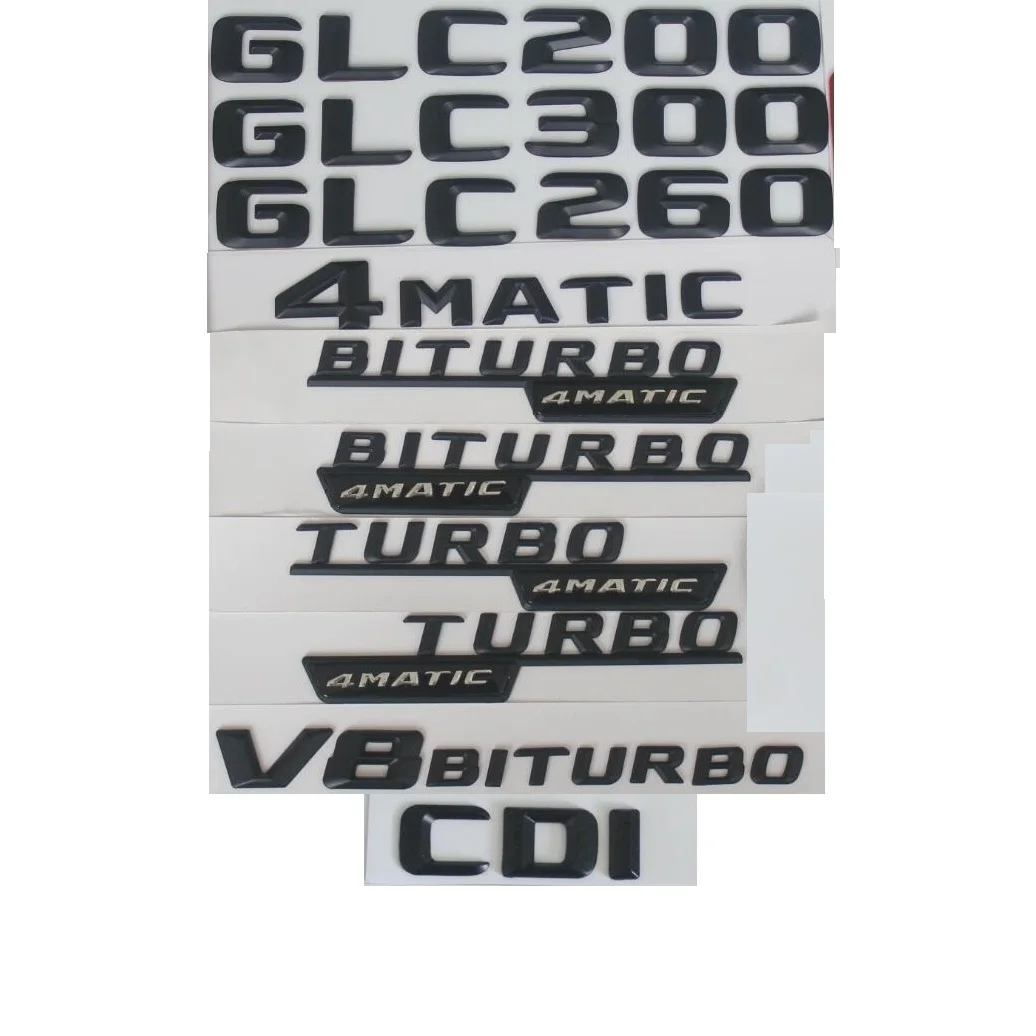 GLC200
GLC300
GLC260
4MATIC
BITURBO
4MATIC
BITURBO
4MATIC
TURBO
4MATIC
TURBO
4MATIC
V8BITURBO
CDI